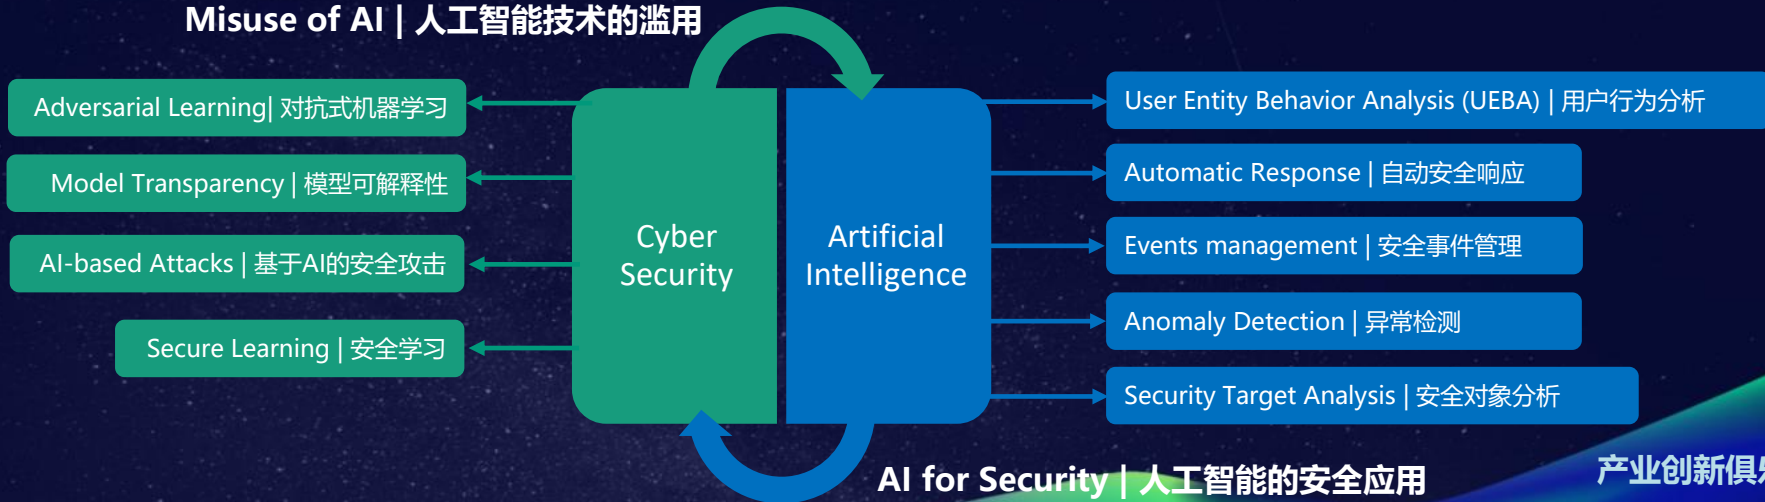 Misuse of AI | 人工智能技术的滥用
Adversarial Learning| 对抗式机器学习
Model Transparency | 模型可解释性
AI-based Attacks | 基于AI的安全攻击
Secure Learning | 安全学习
Cyber
Security
Artificial
Intelligence
User Entity Behavior Analysis (UEBA) | 用户行为分析
Automatic Response | 自动安全响应
Events management | 安全事件管理
Anomaly Detection | 异常检测
Security Target Analysis | 安全对象分析
AI for Security | 人工智能的安全应用
产业创新俱